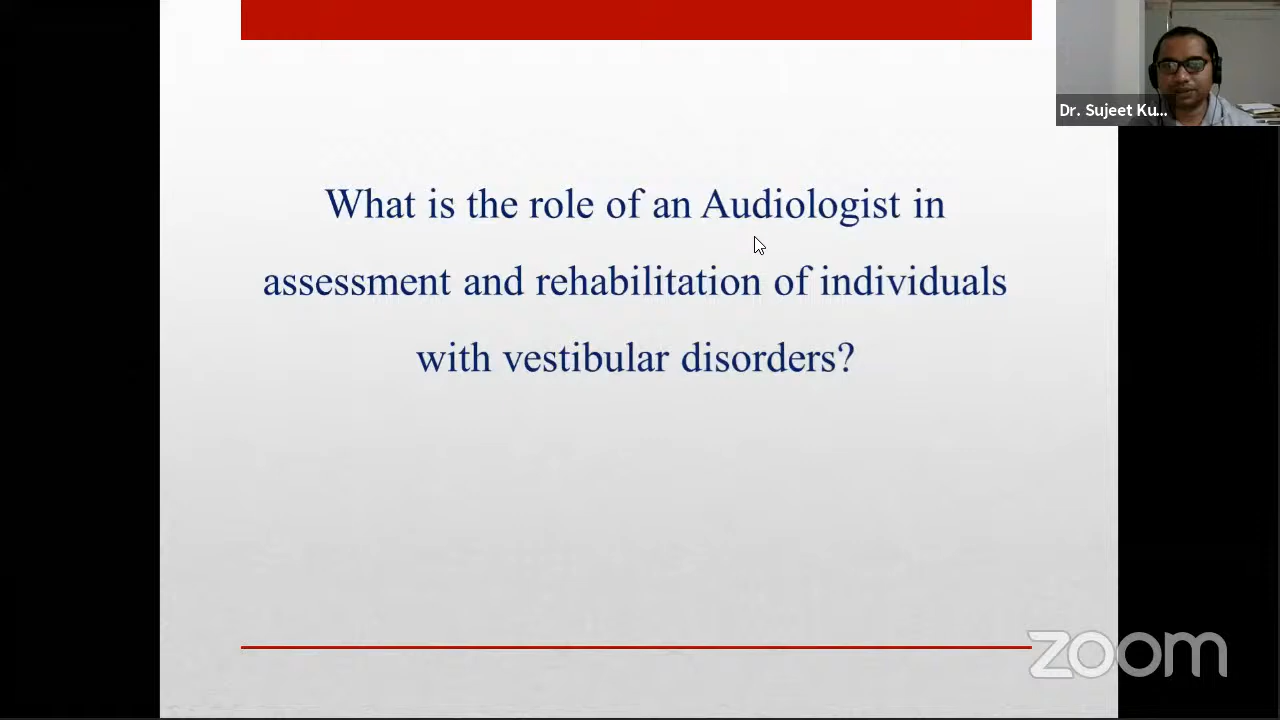 Dr. Sujeet Ku...
What is the role of an Audiologist in
assessment and rehabilitation of individuals
with vestibular disorders?
zoom